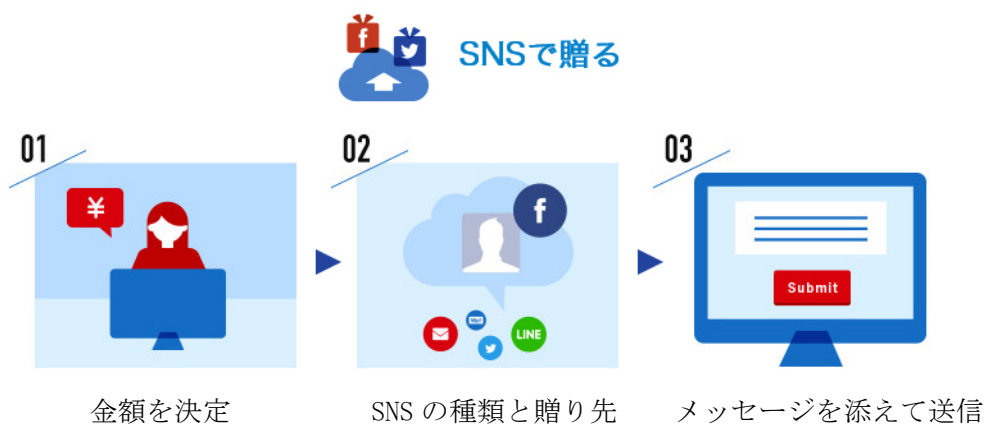 SNSで贈る
01
02
03
¥
f
LINE
Submit
金額を決定
SNS の種類と贈り先
メッセージを添えて送信